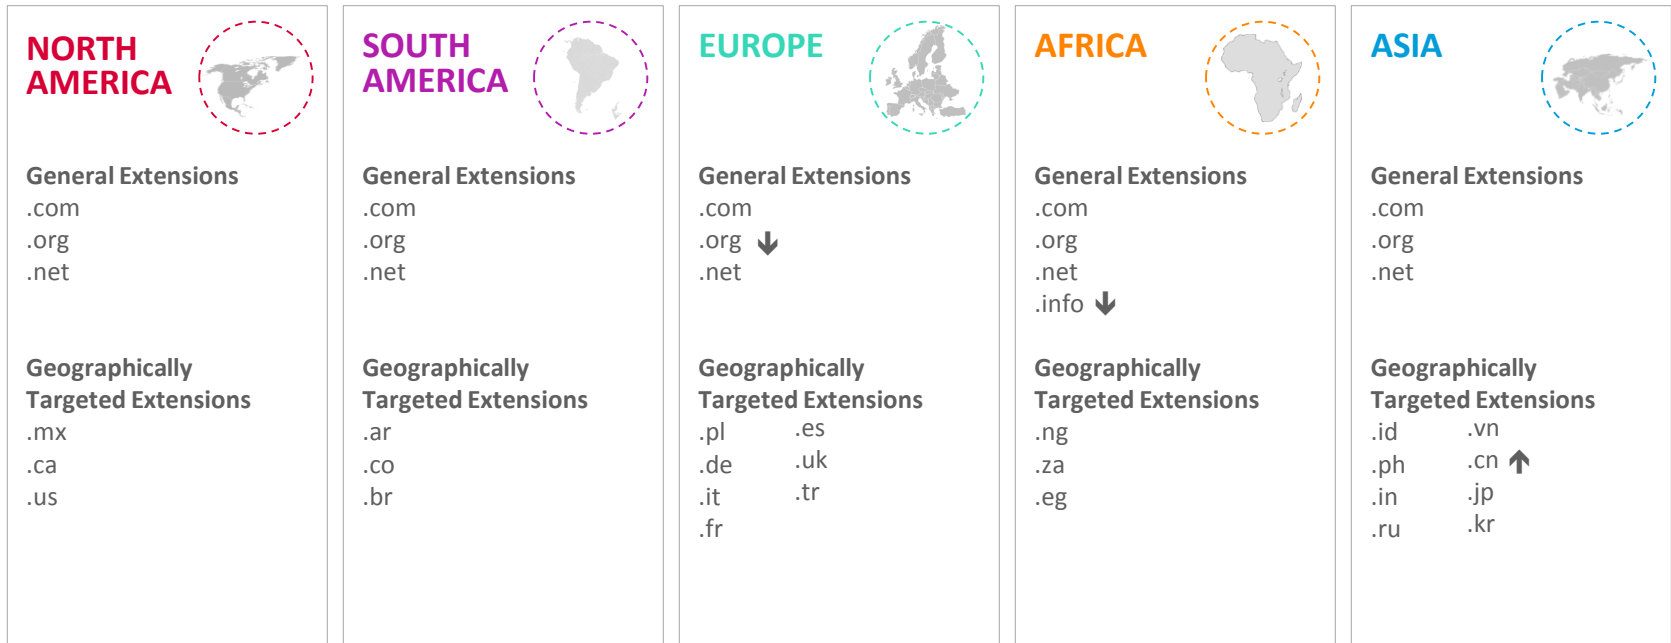 NORTH
AMERICA
General Extensions
.com
.org
.net
Geographically
Targeted Extensions
.mx
.ca
.us
SOUTH
AMERICA
General Extensions
.com
.org
.net
Geographically
Targeted Extensions
.ar
.co
.br
EUROPE
General Extensions
.com
.org ↓
.net
Geographically
Targeted Extensions
.pl
.de
.it
.fr
.es
.uk
.tr
AFRICA
General Extensions
.com
.org
.net
.info ↓
Geographically
Targeted Extensions
.ng
.za
.eg
ASIA
General Extensions
.com
.org
.net
Geographically
Targeted Extensions
.id
.ph
.in
.ru
.vn
.cn ↑
.jp
.kr